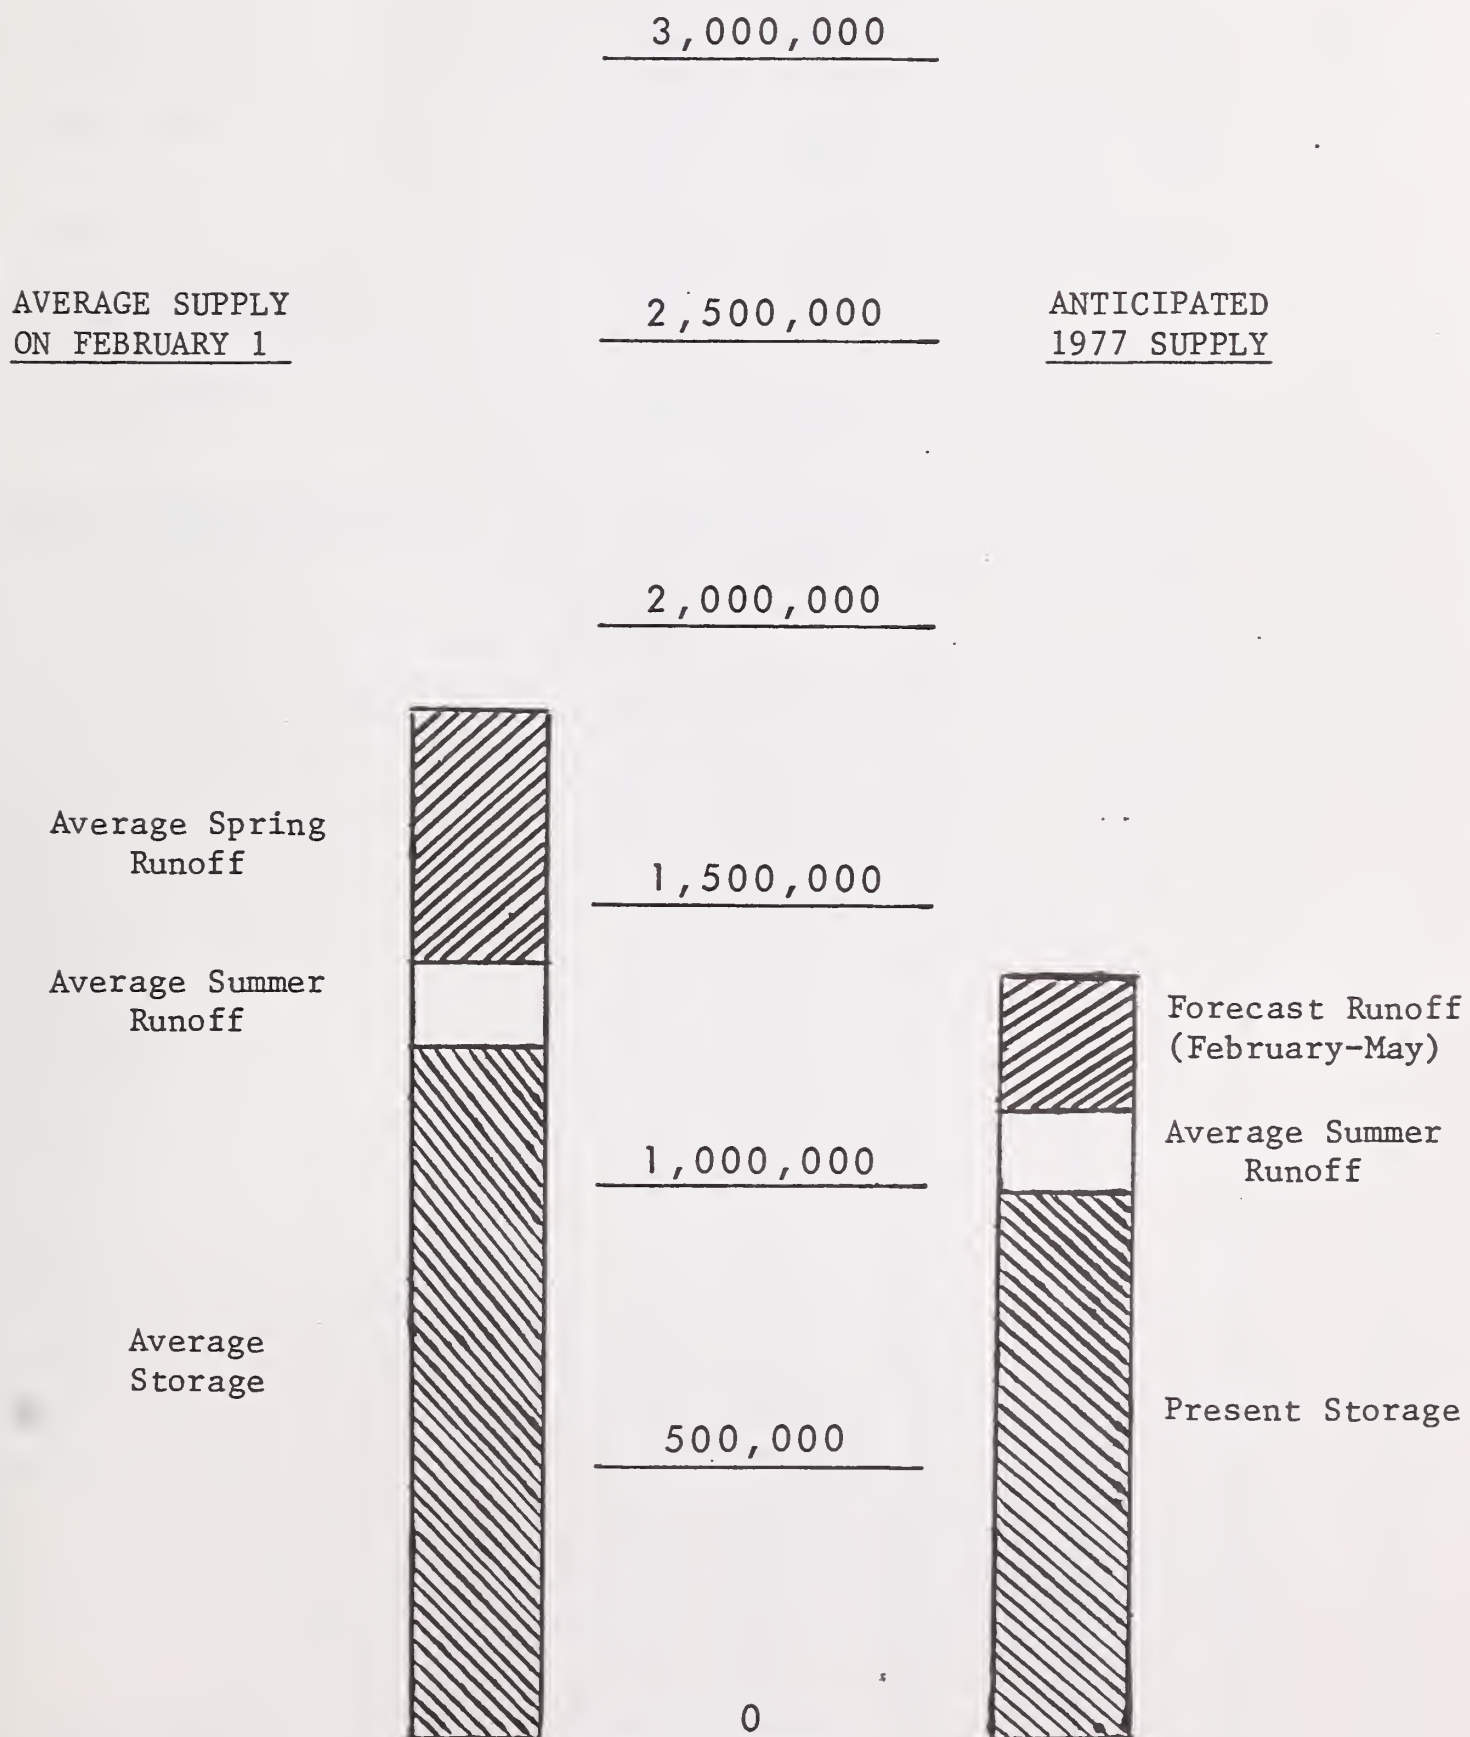 3,000,000
AVERAGE SUPPLY
ON FEBRUARY 1
2,500,000
ANTICIPATED
1977 SUPPLY
2,000,000
Average Spring
Runoff
1,500,000
Average Summer
Runoff
Forecast Runoff
(February-May)
1,000,000
Average Summer
Runoff
Average
Storage
500,000
Present Storage
0